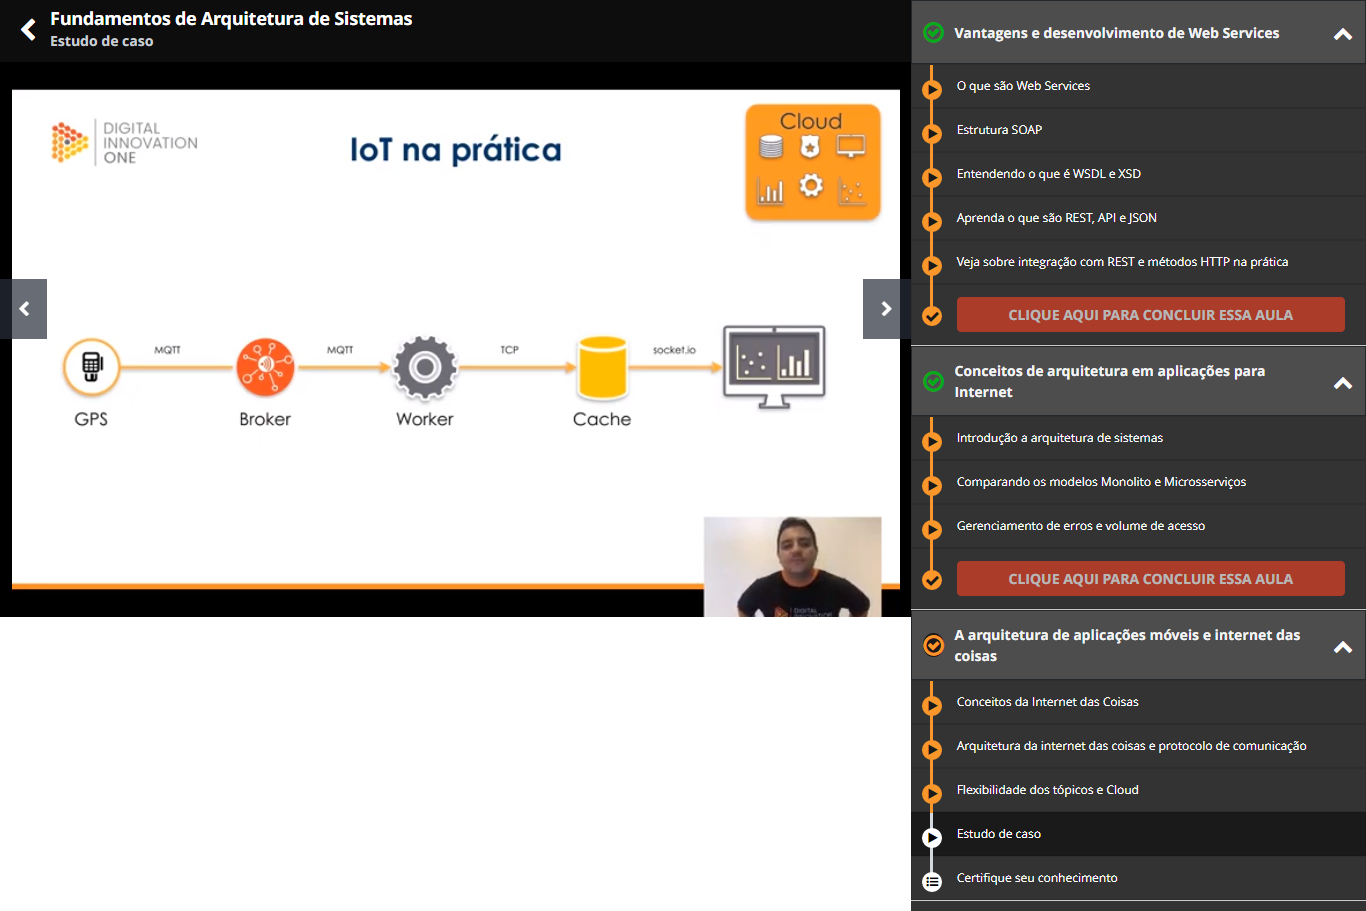 Fundamentos de Arquitetura de Sistemas
Estudo de caso
DIGITAL
INNOVATION
ONE
IoT na prática
Cloud
MQTT
MQTT
TCP
socket.io
GPS
Broker
Worker
Cache
DIGITAL
INNOVATION
Vantagens e desenvolvimento de Web Services
O que são Web Services
Estrutura SOAP
Entendendo o que é WSDL e XSD
Aprenda o que são REST, API e JSON
Veja sobre integração com REST e métodos HTTP na prática
CLIQUE AQUI PARA CONCLUIR ESSA AULA
Conceitos de arquitetura em aplicações para
Internet
Introdução a arquitetura de sistemas
Comparando os modelos Monolito e Microsserviços
Gerenciamento de erros e volume de acesso
CLIQUE AQUI PARA CONCLUIR ESSA AULA
A arquitetura de aplicações móveis e internet das
coisas
Conceitos da Internet das Coisas
Arquitetura da internet das coisas e protocolo de comunicação
Flexibilidade dos tópicos e Cloud
Estudo de caso
Certifique seu conhecimento